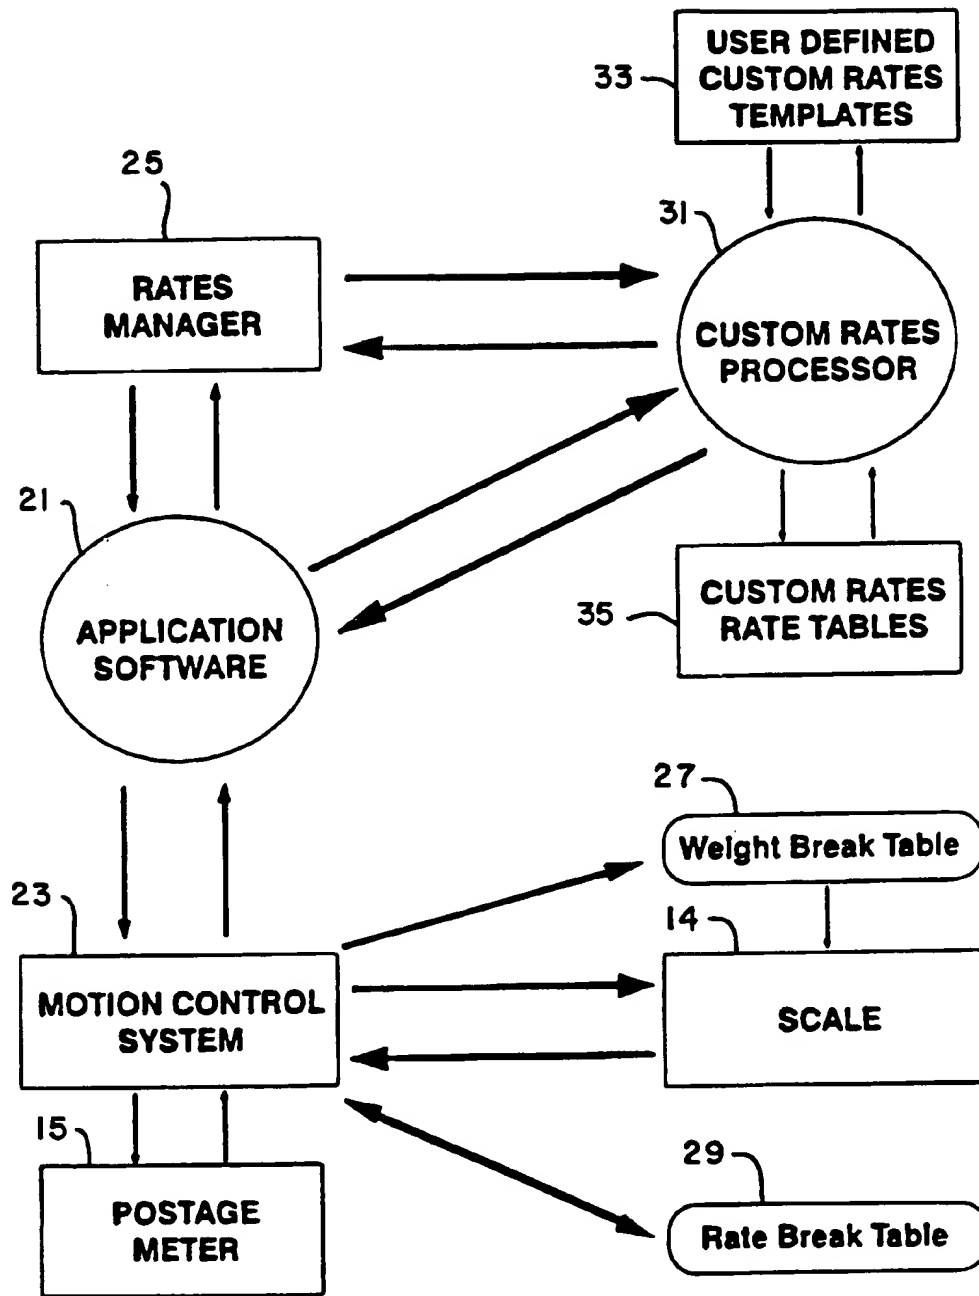 33
USER DEFINED
CUSTOM RATES
TEMPLATES
25
31
RATES
MANAGER
CUSTOM RATES
PROCESSOR
21
APPLICATION
SOFTWARE
35
CUSTOM RATES
RATE TABLES
27
Weight Break Table
23
14
MOTION CONTROL
SYSTEM
SCALE
15
POSTAGE
METER
29
Rate Break Table